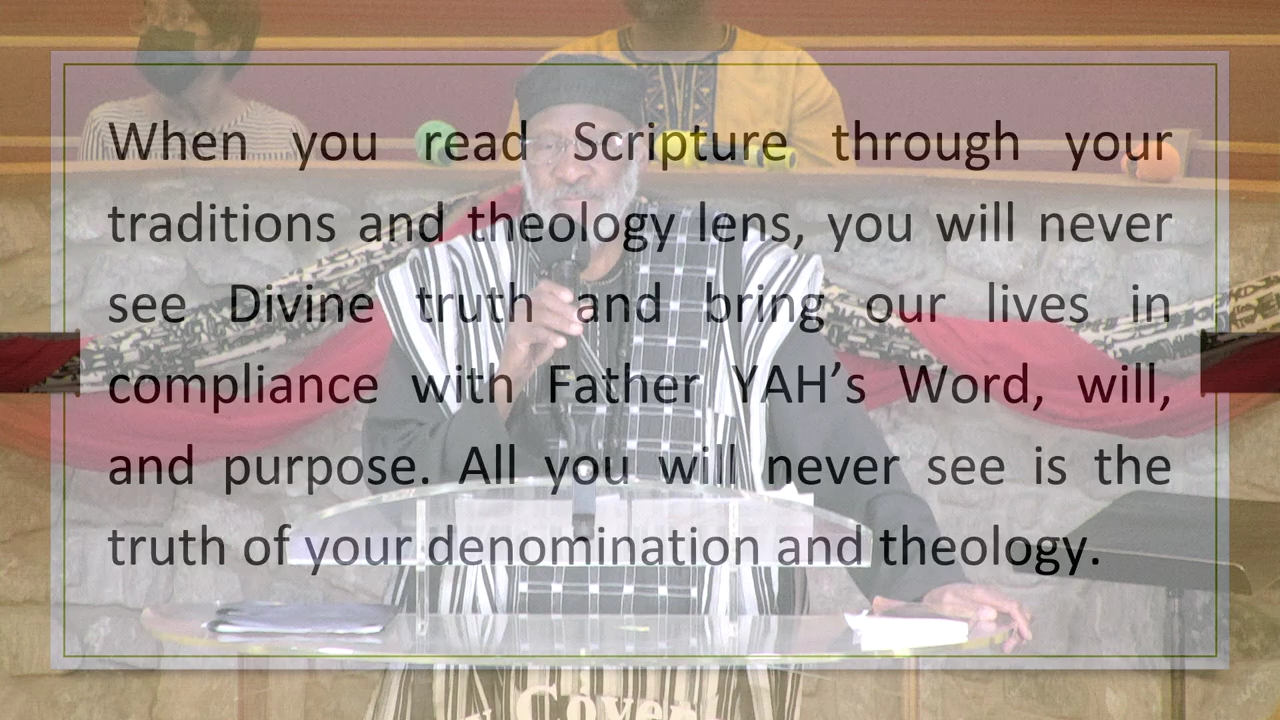 When you read Scripture through your
traditions and theology lens, you will never
see Divine truth and bring our lives in
compliance with Father YAH’s Word, will,
and purpose. All you will never see is the
truth of your denomination and theology.